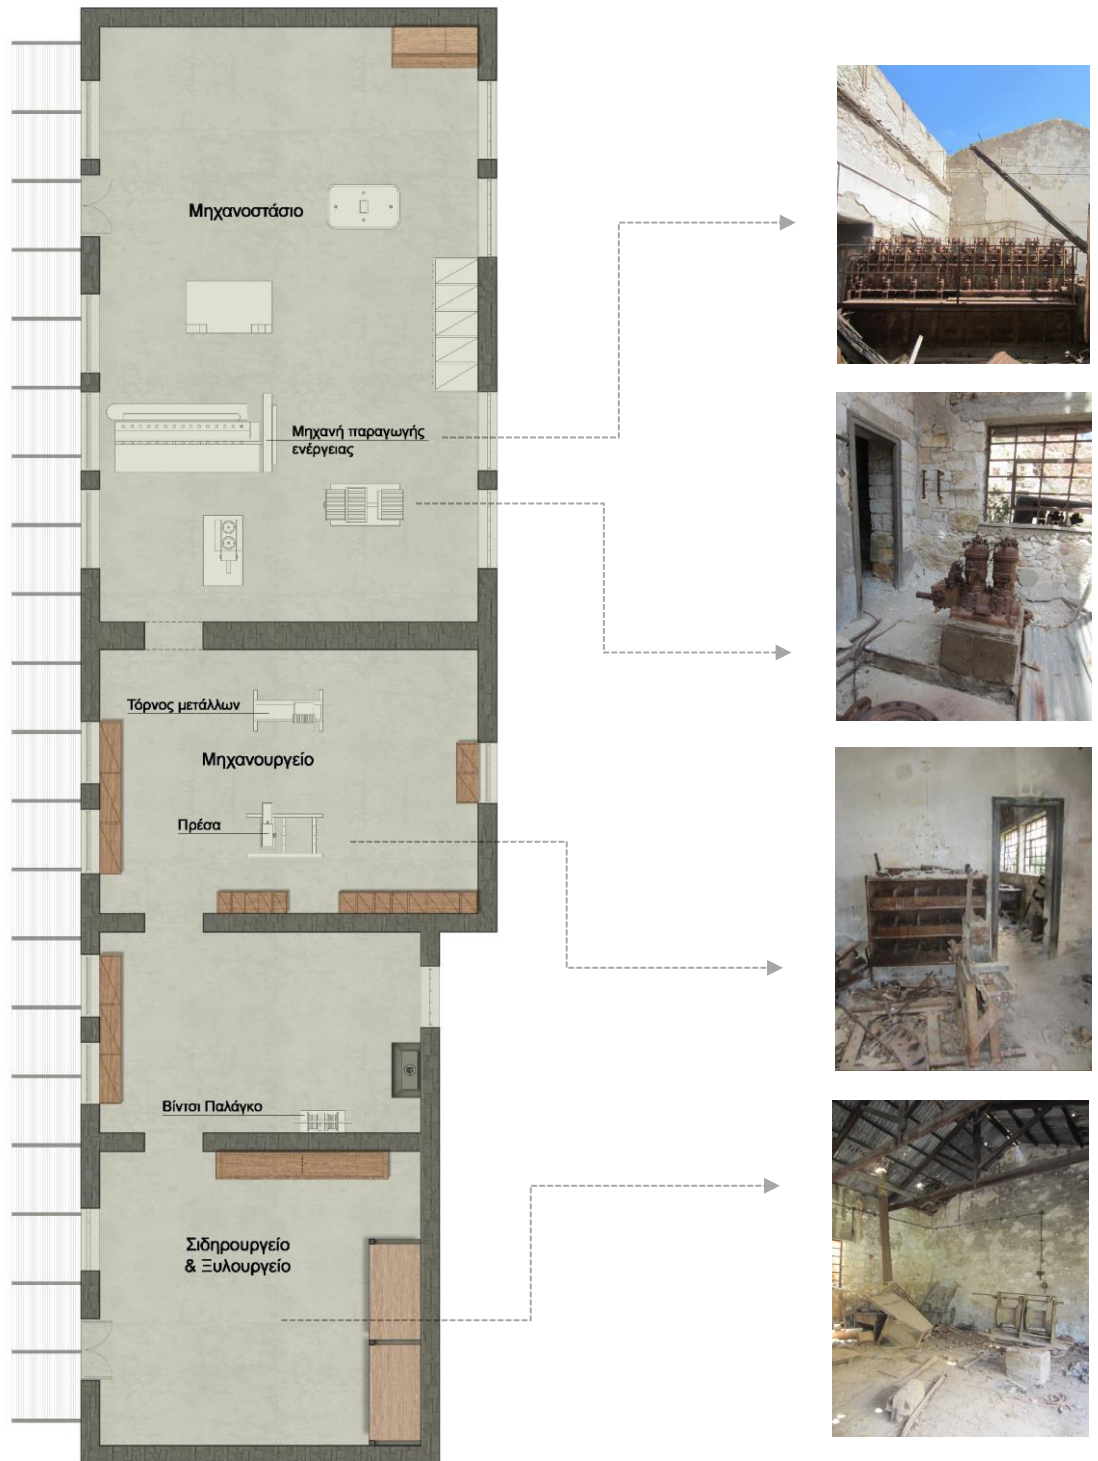 Μηχανοστάσιο
Μηχανή παραγωγής
ενέργειας
Τόρνος μετάλλων
Μηχανουργείο
Πρέσα
Βίντσι Παλάγκο
Σιδηρουργείο
& Ξυλουργείο